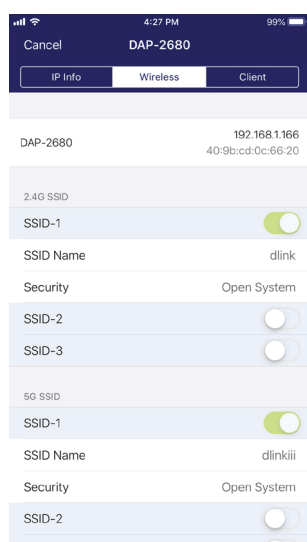 4:27 PM 99%
Cancel DAP-2680
IP Info Wireless Client
DAP-2680 192.168.1.166
40:9b:cd:0c:66:20
2.4G SSID
SSID-1
SSID Name dlink
Security Open System
SSID-2
SSID-3
5G SSID
SSID-1
SSID Name dlinkiii
Security Open System
SSID-2